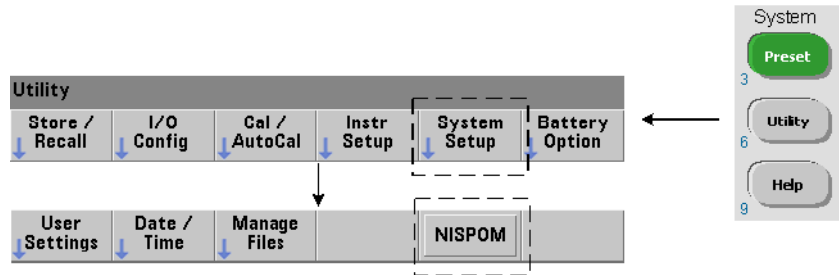 System
Preset
3
Utility
6
Help
9
Utility
Store / Recall
I/O Config
Cal / AutoCal
Instr Setup
System Setup
Battery Option
User Settings
Date / Time
Manage Files
NISPOM